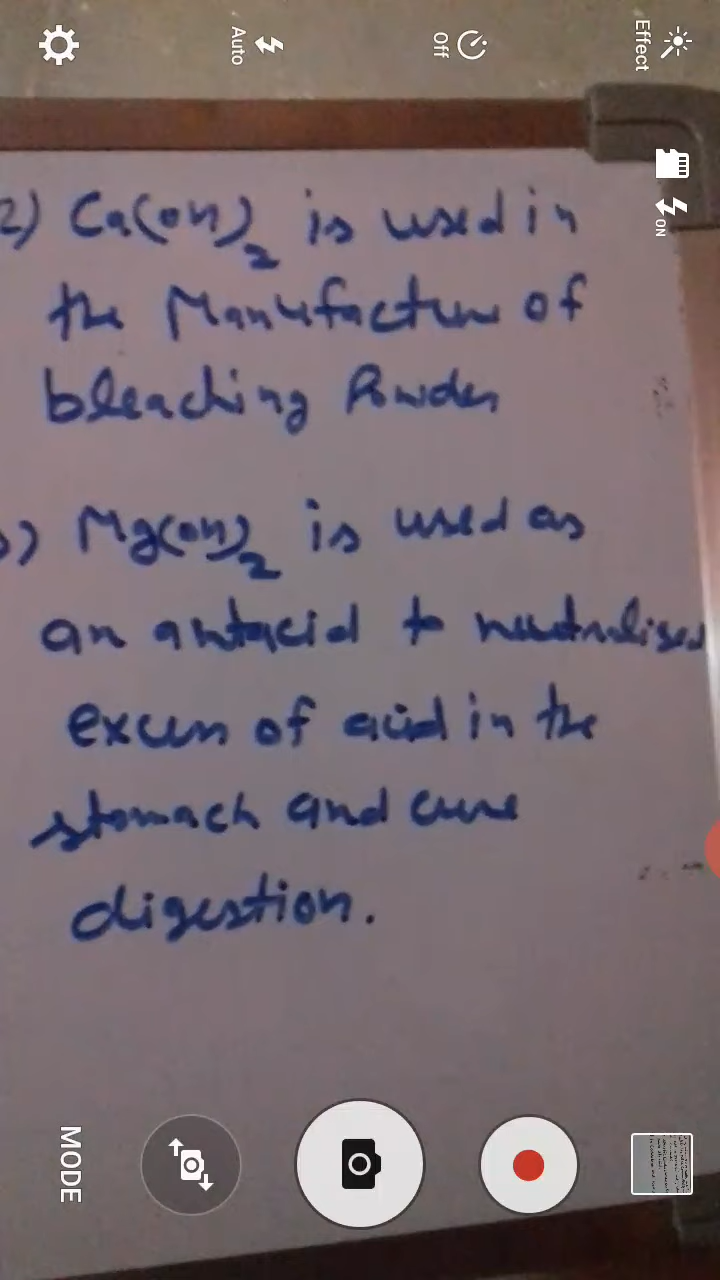 Effect
Off
Auto
ON
2) Ca(OH)2 is used in
the Manufacture of
bleaching Powder
3) Mg(OH)2 is used as
an antacid to neutralised
excess of acid in the
stomach and cure
digestion.
MODE